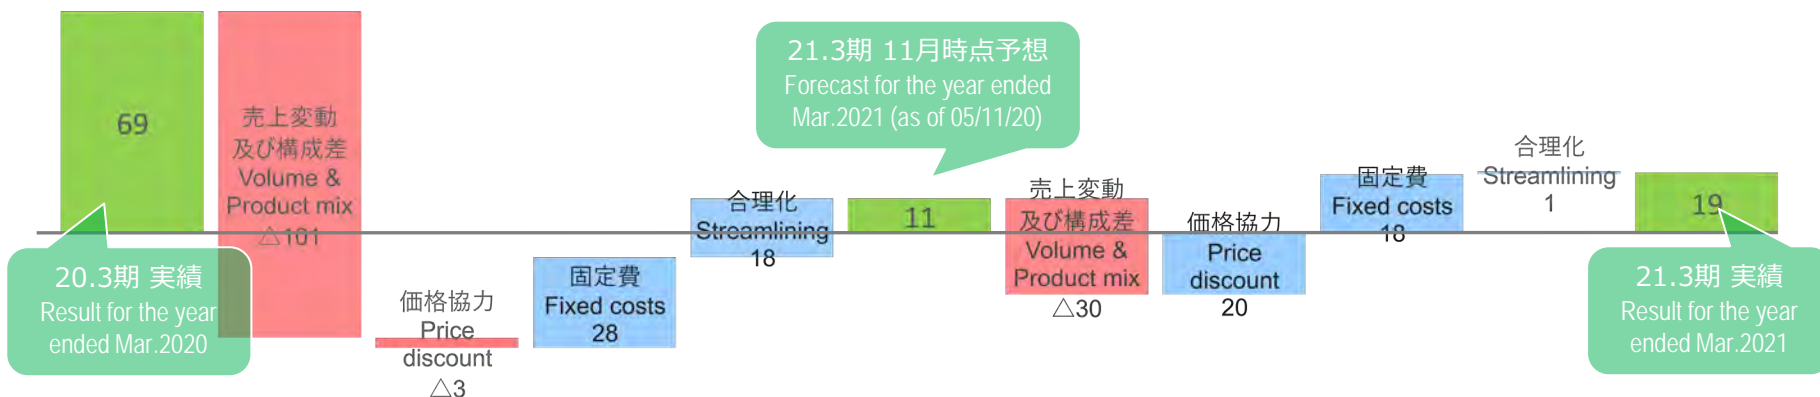 69
20.3期 実績
Result for the year
ended Mar.2020
売上変動
及び構成差
Volume &
Product mix
△101
価格協力
Price
discount
△3
固定費
Fixed costs
28
合理化
Streamlining
18
21.3期 11月時点予想
Forecast for the year ended
Mar.2021 (as of 05/11/20)
11
売上変動
及び構成差
Volume &
Product mix
△30
価格協力
Price
discount
20
固定費
Fixed costs
18
合理化
Streamlining
1
19
21.3期 実績
Result for the year
ended Mar.2021